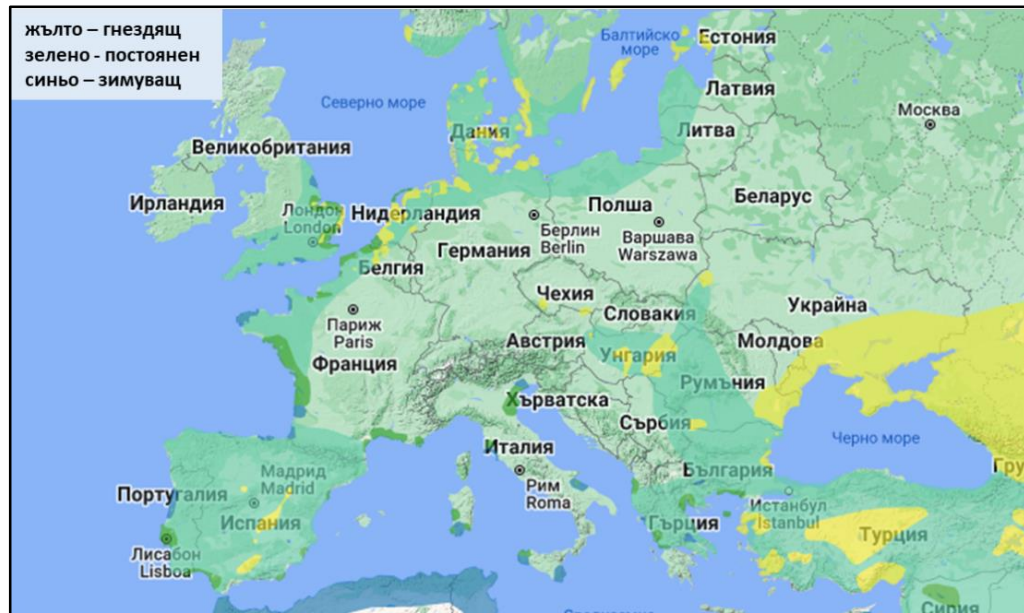 жълто – гнездящ
зелено - постоянен
синьо – зимуващ
Балтийско
море
Естония
Латвия
Северно море
Москва
Дания
Литва
Великобритания
Беларус
Ирландия
Лондон
London
Нидерландия
Полша
Берлин
Berlin
Варшава
Warszawa
Германия
Белгия
Чехия
Украйна
Словакия
Париж
Paris
Австрия
Молдова
Унгария
Франция
Румъния
Хърватска
Сърбия
Черно море
Италия
България
Мадрид
Madrid
Рим
Roma
Португалия
Истанбул
Istanbul
Испания
Гърция
Турция
Лисабон
Lisboa
Сирия